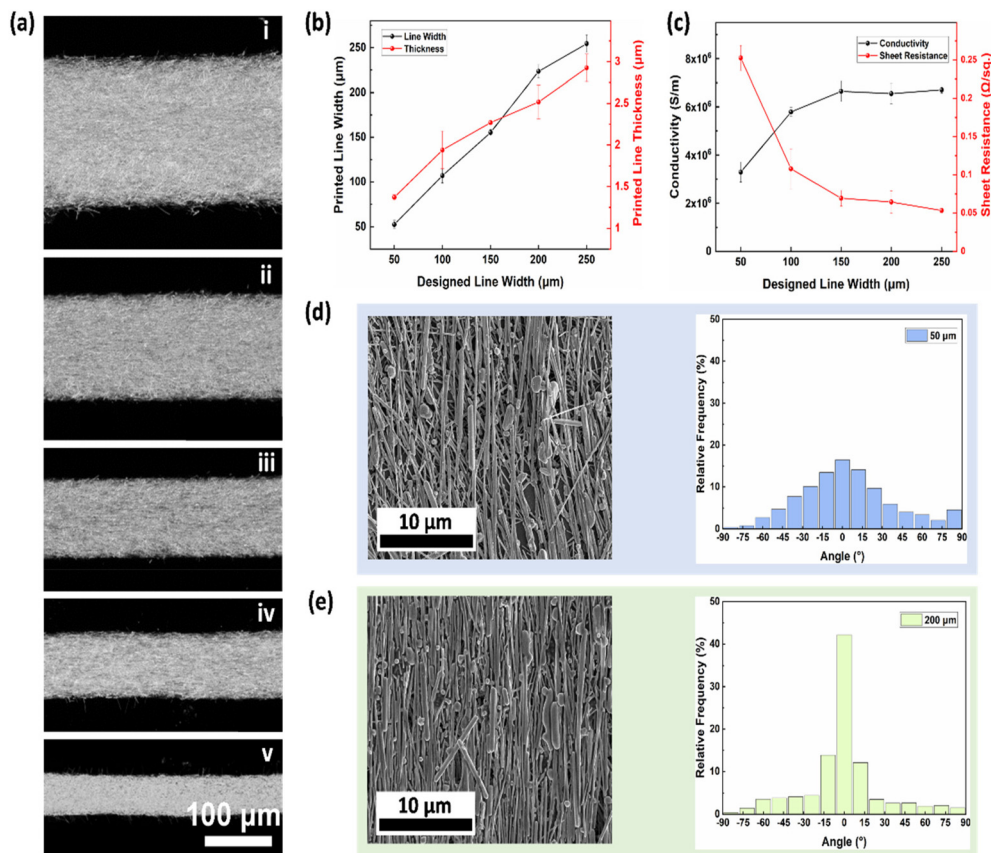 (a)
i
ii
iii
iv
v
100 μm
(b)
Line Width
Thickness
Printed Line Width (μm)
250
200
150
100
50
Printed Line Thickness (μm)
3
2.5
2
1.5
1
50 100 150 200 250
Designed Line Width (μm)
(c)
Conductivity
Sheet Resistance
Conductivity (S/m)
8x10⁶
6x10⁶
4x10⁶
2x10⁶
0
Sheet Resistance (Ω/sq.)
0.25
0.2
0.15
0.1
0.05
0
50 100 150 200 250
Designed Line Width (μm)
(d)
10 μm
50 μm
Relative Frequency (%)
50
40
30
20
10
0
-90 -75 -60 -45 -30 -15 0 15 30 45 60 75 90
Angle (°)
(e)
10 μm
200 μm
Relative Frequency (%)
50
40
30
20
10
0
-90 -75 -60 -45 -30 -15 0 15 30 45 60 75 90
Angle (°)